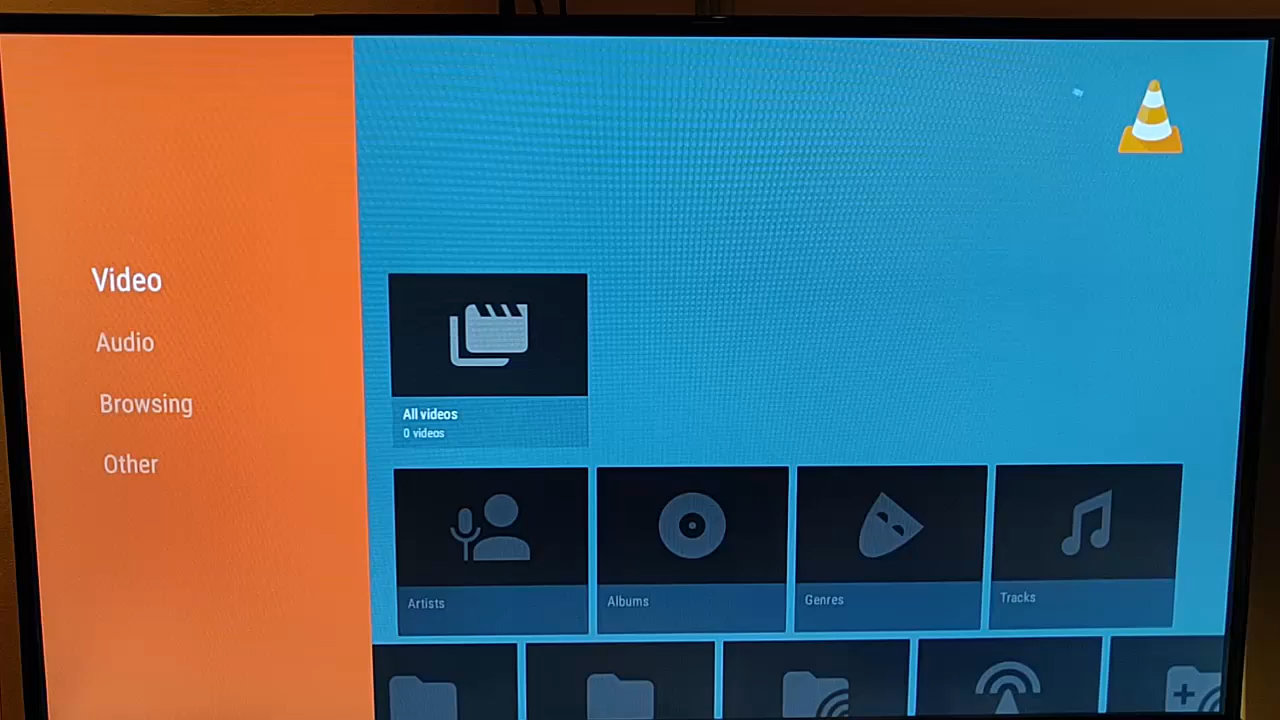 Video
Audio
Browsing
Other
All videos
0 videos
Artists
Albums
Genres
Tracks